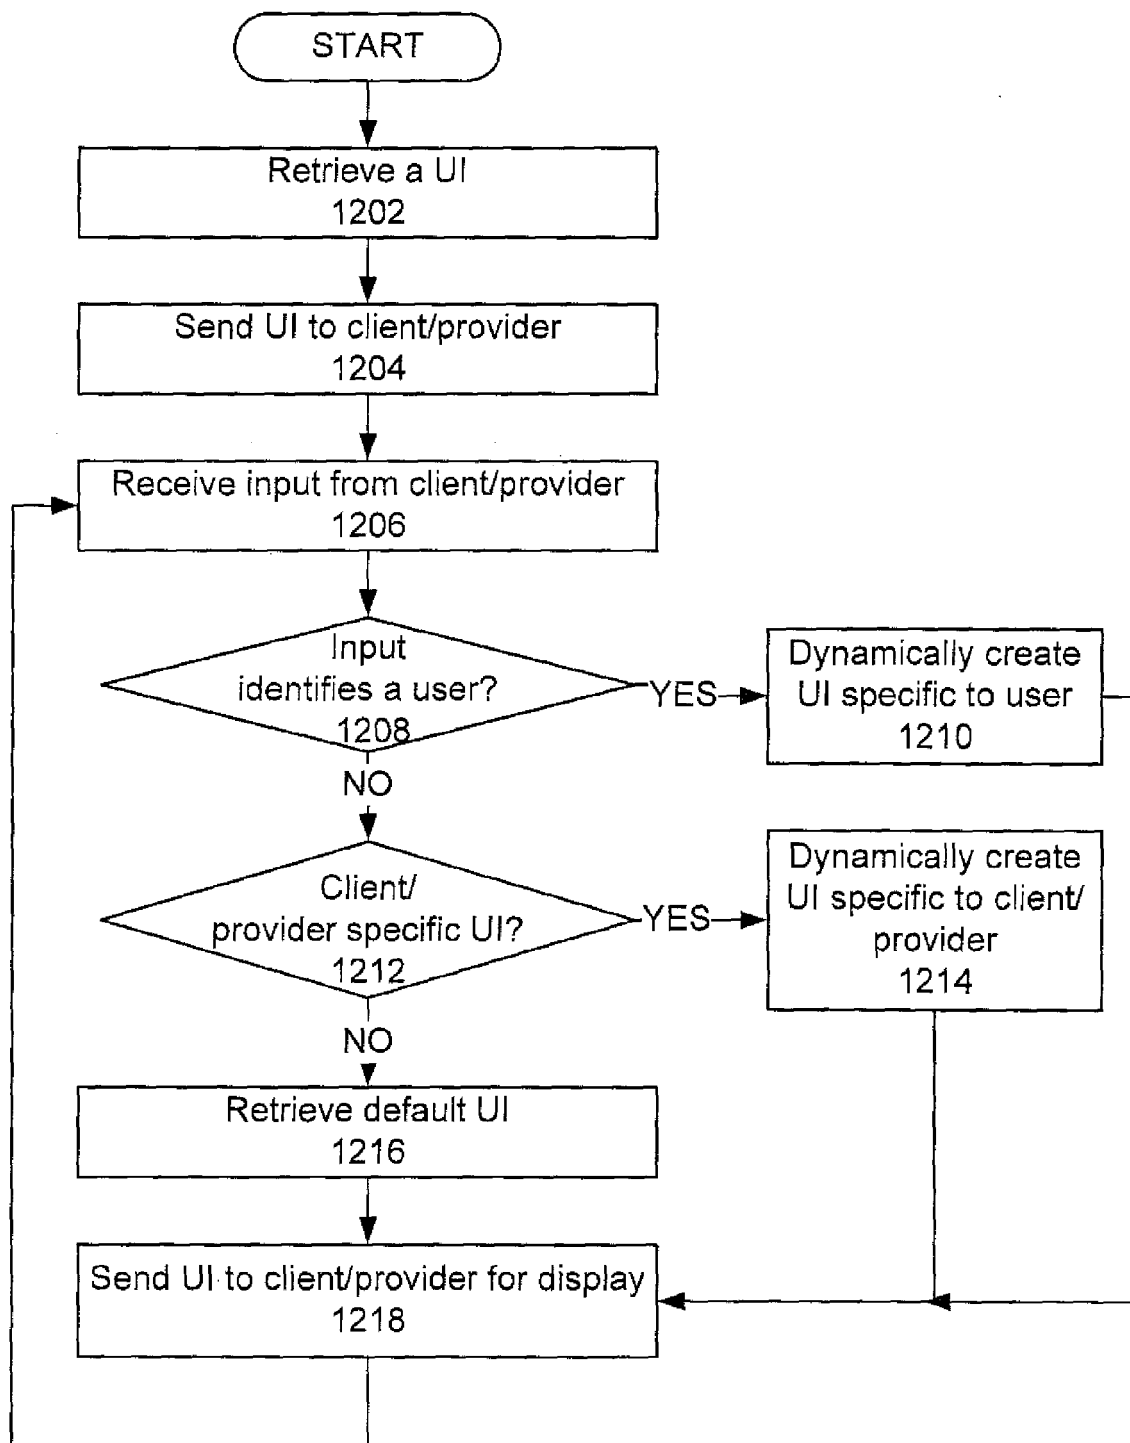 START
Retrieve a UI
1202
Send UI to client/provider
1204
Receive input from client/provider
1206
Input
identifies a user?
1208
YES
Dynamically create
UI specific to user
1210
NO
Client/
provider specific UI?
1212
YES
Dynamically create
UI specific to client/
provider
1214
NO
Retrieve default UI
1216
Send UI to client/provider for display
1218